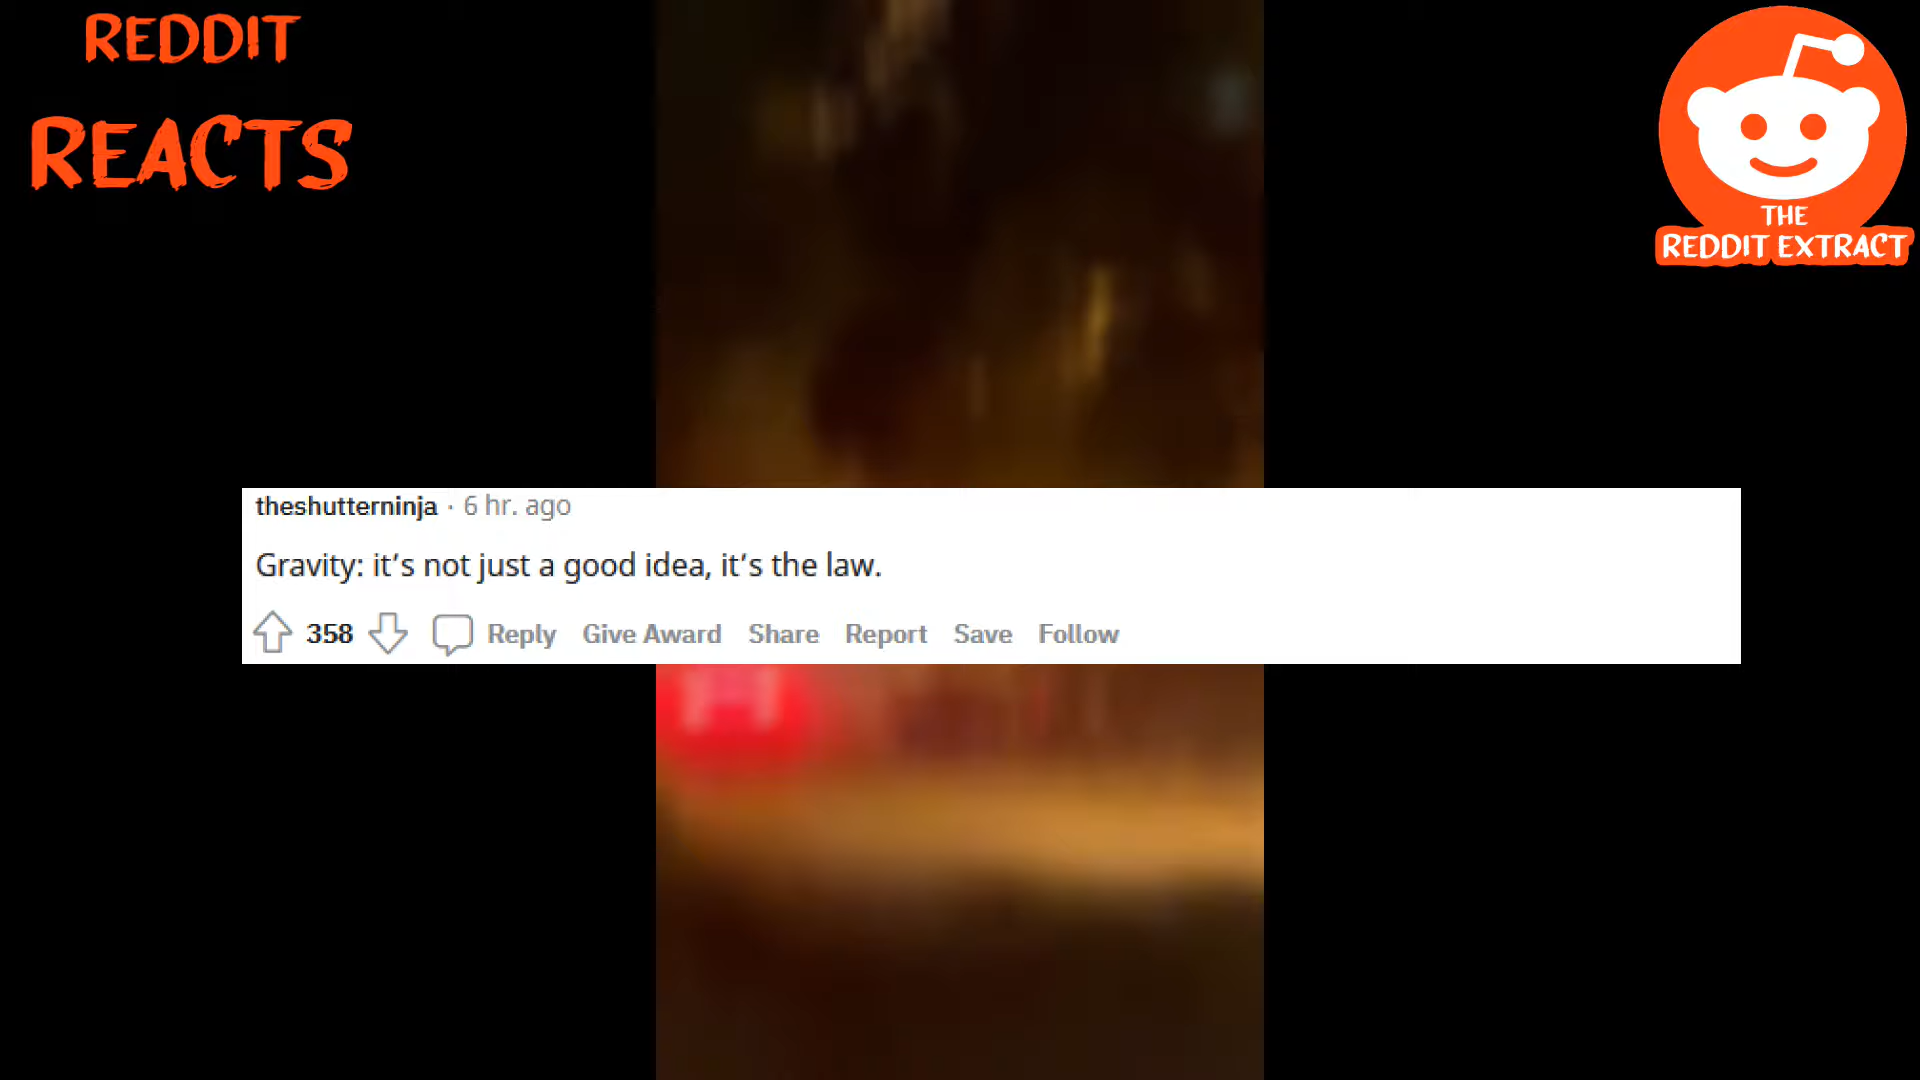 REDDIT
REACTS
THE
REDDIT EXTRACT
theshutterninja · 6 hr. ago
Gravity: it’s not just a good idea, it’s the law.
358 Reply Give Award Share Report Save Follow